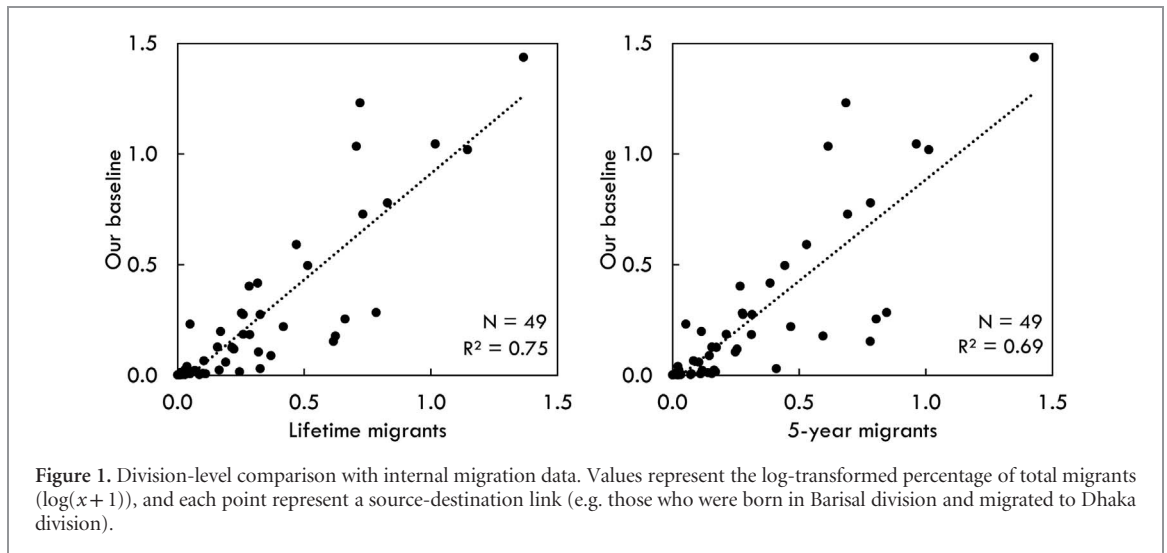 1.5
1.0
0.5
0.0
Our baseline
0.0 0.5 1.0 1.5
Lifetime migrants
N = 49
R² = 0.75
1.5
1.0
0.5
0.0
Our baseline
0.0 0.5 1.0 1.5
5-year migrants
N = 49
R² = 0.69
Figure 1. Division-level comparison with internal migration data. Values represent the log-transformed percentage of total migrants
(log(x + 1)), and each point represent a source-destination link (e.g. those who were born in Barisal division and migrated to Dhaka
division).